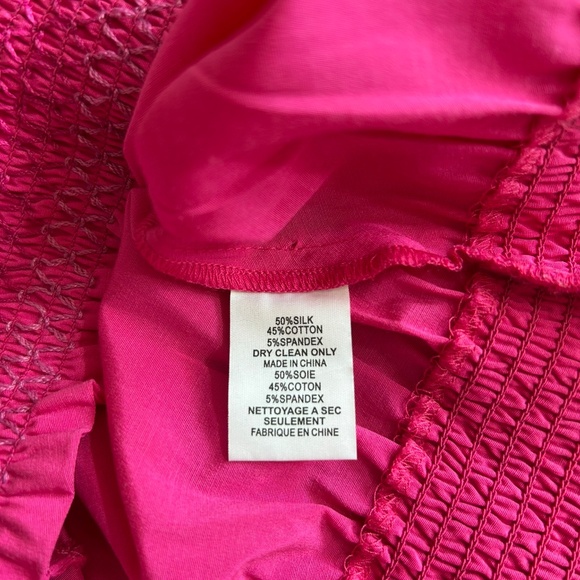 50%SILK
45%COTTON
5%SPANDEX
DRY CLEAN ONLY
MADE IN CHINA
50%SOIE
45%COTON
5%SPANDEX
NETTOYAGE A SEC
SEULEMENT
FABRIQUE EN CHINE